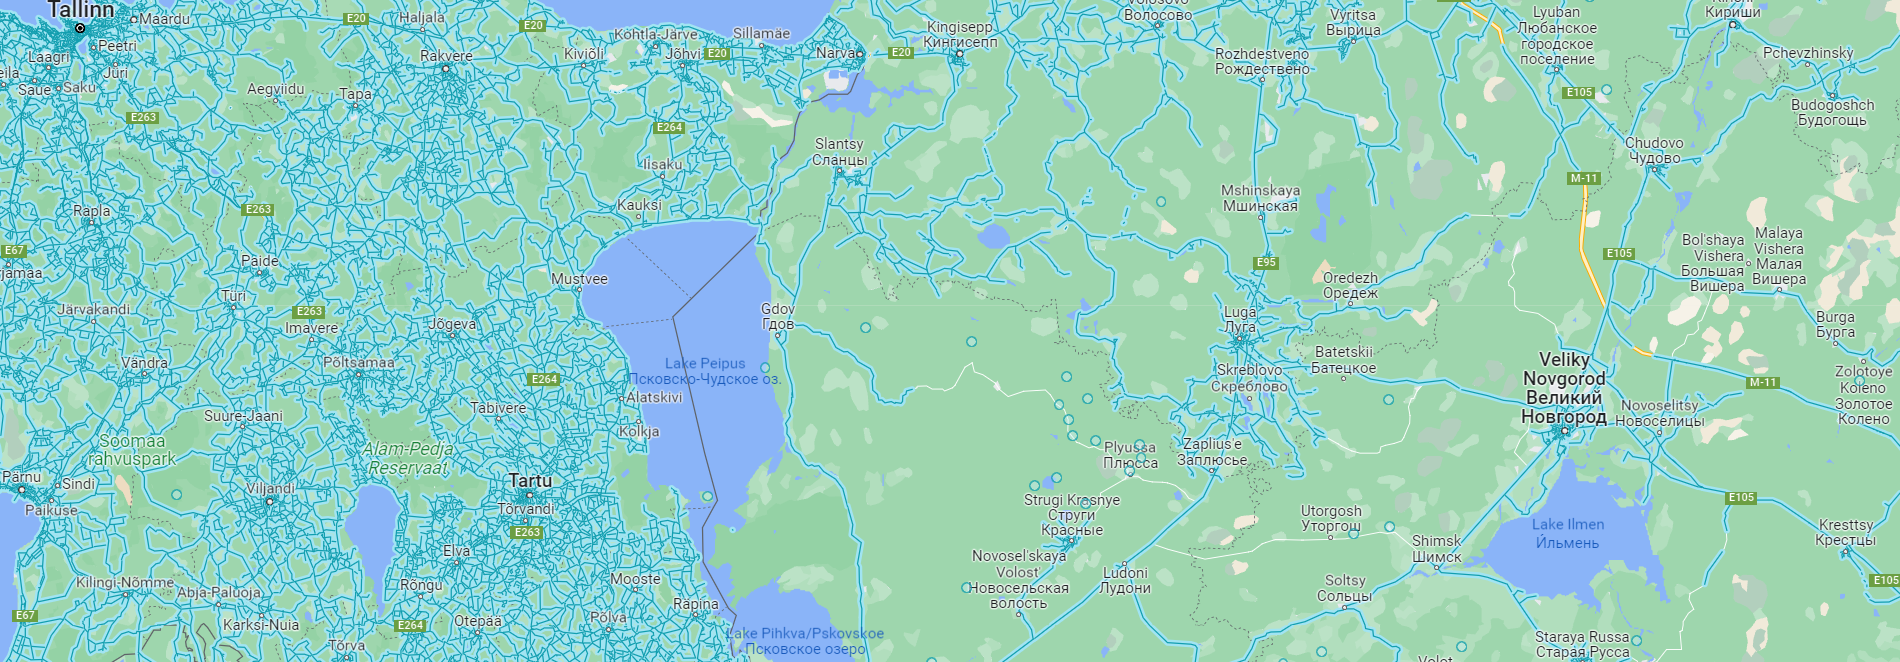 Tallinn
Maardu
E20
Haljala
E20
Kohtla-Järve
Sillamäe
Kingisepp
Кингисепп
Volosovo
Волосово
Vyritsa
Вырица
Lyuban
Любанское
городское
поселение
Kirishi
Кириши
Laagri
Peetri
Jüri
Saue
Saku
Rakvere
Kiviõli
Jõhvi
E20
Narva
E20
Rozhdestveno
Рождествено
Pchevzhinsky
Aegviidu
Tapa
E263
E264
E105
Budogoshch
Будогощь
Slantsy
Сланцы
Iisaku
Chudovo
Чудово
M-11
Rapla
E263
Kauksi
Mshinskaya
Мшинская
E67
Paide
Mustvee
E95
E105
Bol'shaya
Vishera
Большая
Вишера
Malaya
Vishera
Малая
Вишера
Oredezh
Оредеж
Järvakandi
Türi
E263
Imavere
Jõgeva
Gdov
Гдов
Luga
Луга
Burga
Бурга
Vändra
Põltsamaa
E264
Lake Peipus
Псковско-Чудское оз.
Batetskii
Батецкое
Skreblovo
Скреблово
Veliky
Novgorod
Великий
Новгород
M-11
Zolotoye
Koleno
Золотое
Колено
Suure-Jaani
Tabivere
Alatskivi
Kolkja
Novoselitsy
Новоселицы
Soomaa
rahvuspark
Alam-Pedja
Reservaat
Plyussa
Плюсса
Zaplius'e
Заплюсье
Pärnu
Sindi
Paikuse
Viljandi
Tartu
Tõrvandi
E263
Strugi Krasnye
Струги
Красные
Utorgosh
Уторгош
E105
Lake Ilmen
Ильмень
Kresttsy
Крестцы
Elva
Novosel'skaya
Volost'
Новосельская
волость
Ludoni
Лудони
Shimsk
Шимск
Kilingi-Nõmme
Abja-Paluoja
Rõngu
Mooste
Soltsy
Сольцы
E105
E67
Karksi-Nuia
E264
Otepää
Põlva
Räpina
Tõrva
Lake Pihkva/Pskovskoye
Псковское озеро
Staraya Russa
Старая Русса